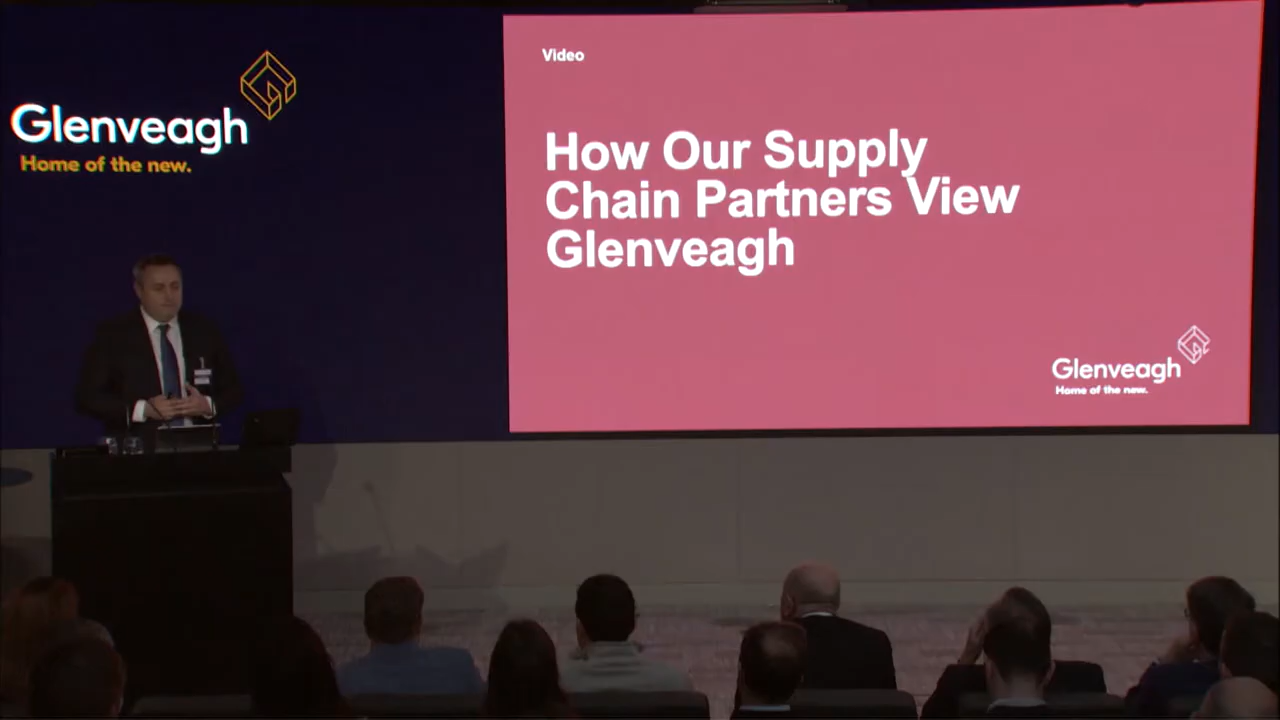 Glenveagh
Home of the new.
Video
How Our Supply
Chain Partners View
Glenveagh
Glenveagh
Home of the new.